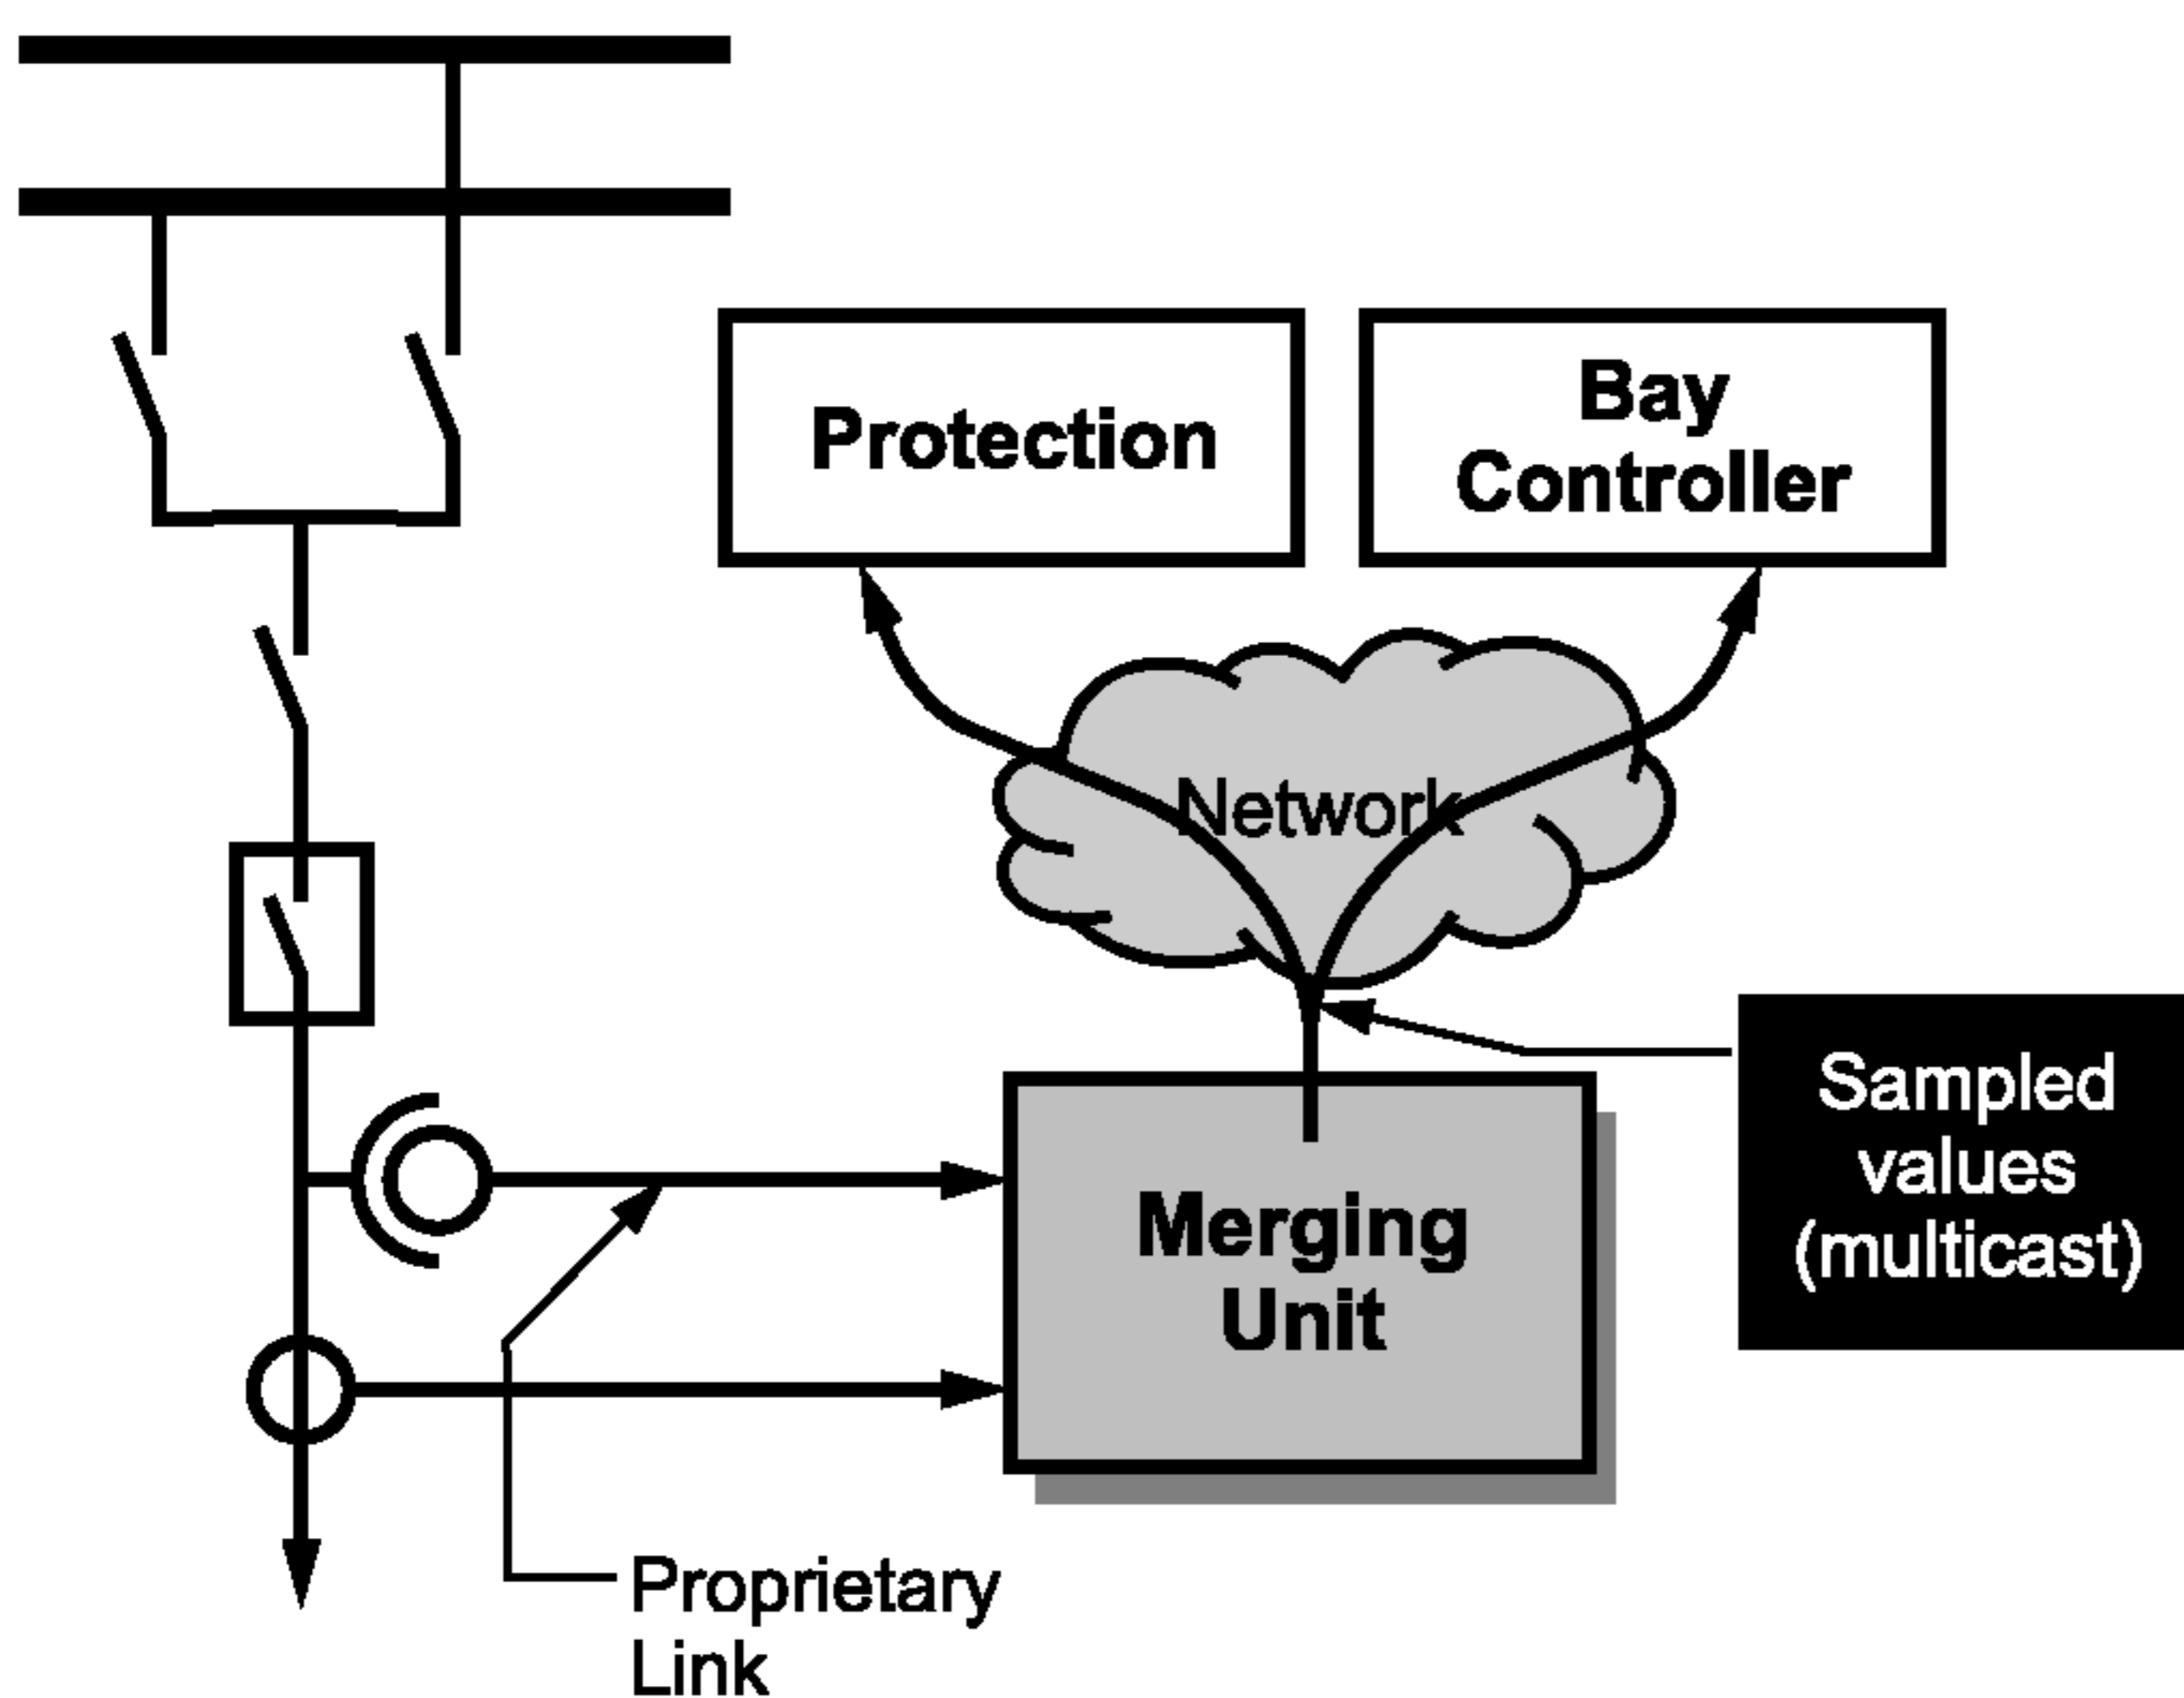 Protection
Bay
Controller
Network
Sampled
values
(multicast)
Merging
Unit
Proprietary
Link